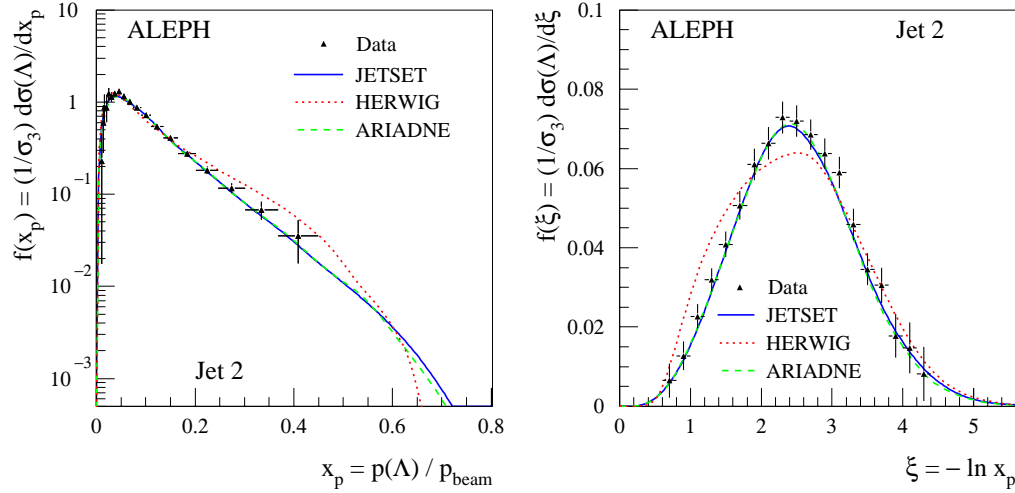 f(x_p) = (1/σ_3) dσ(Λ)/dx_p
10
1
10^-1
10^-2
10^-3
ALEPH
Data
JETSET
HERWIG
ARIADNE
Jet 2
0 0.2 0.4 0.6 0.8
x_p = p(Λ) / p_beam
f(ξ) = (1/σ_3) dσ(Λ)/dξ
0.1
0.08
0.06
0.04
0.02
0
ALEPH Jet 2
Data
JETSET
HERWIG
ARIADNE
0 1 2 3 4 5
ξ = − ln x_p